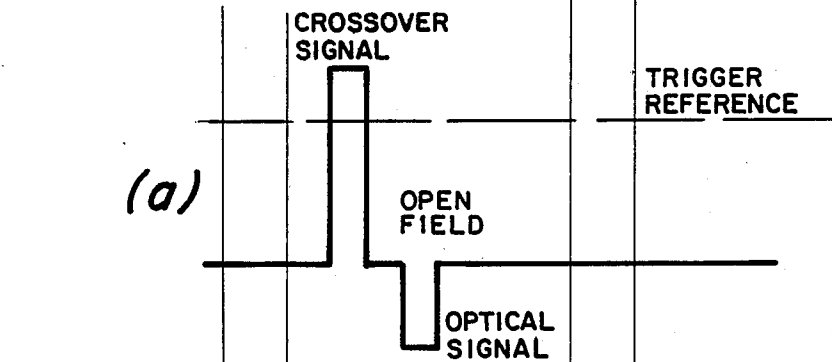 CROSSOVER
SIGNAL
TRIGGER
REFERENCE
(a)
OPEN
FIELD
OPTICAL
SIGNAL